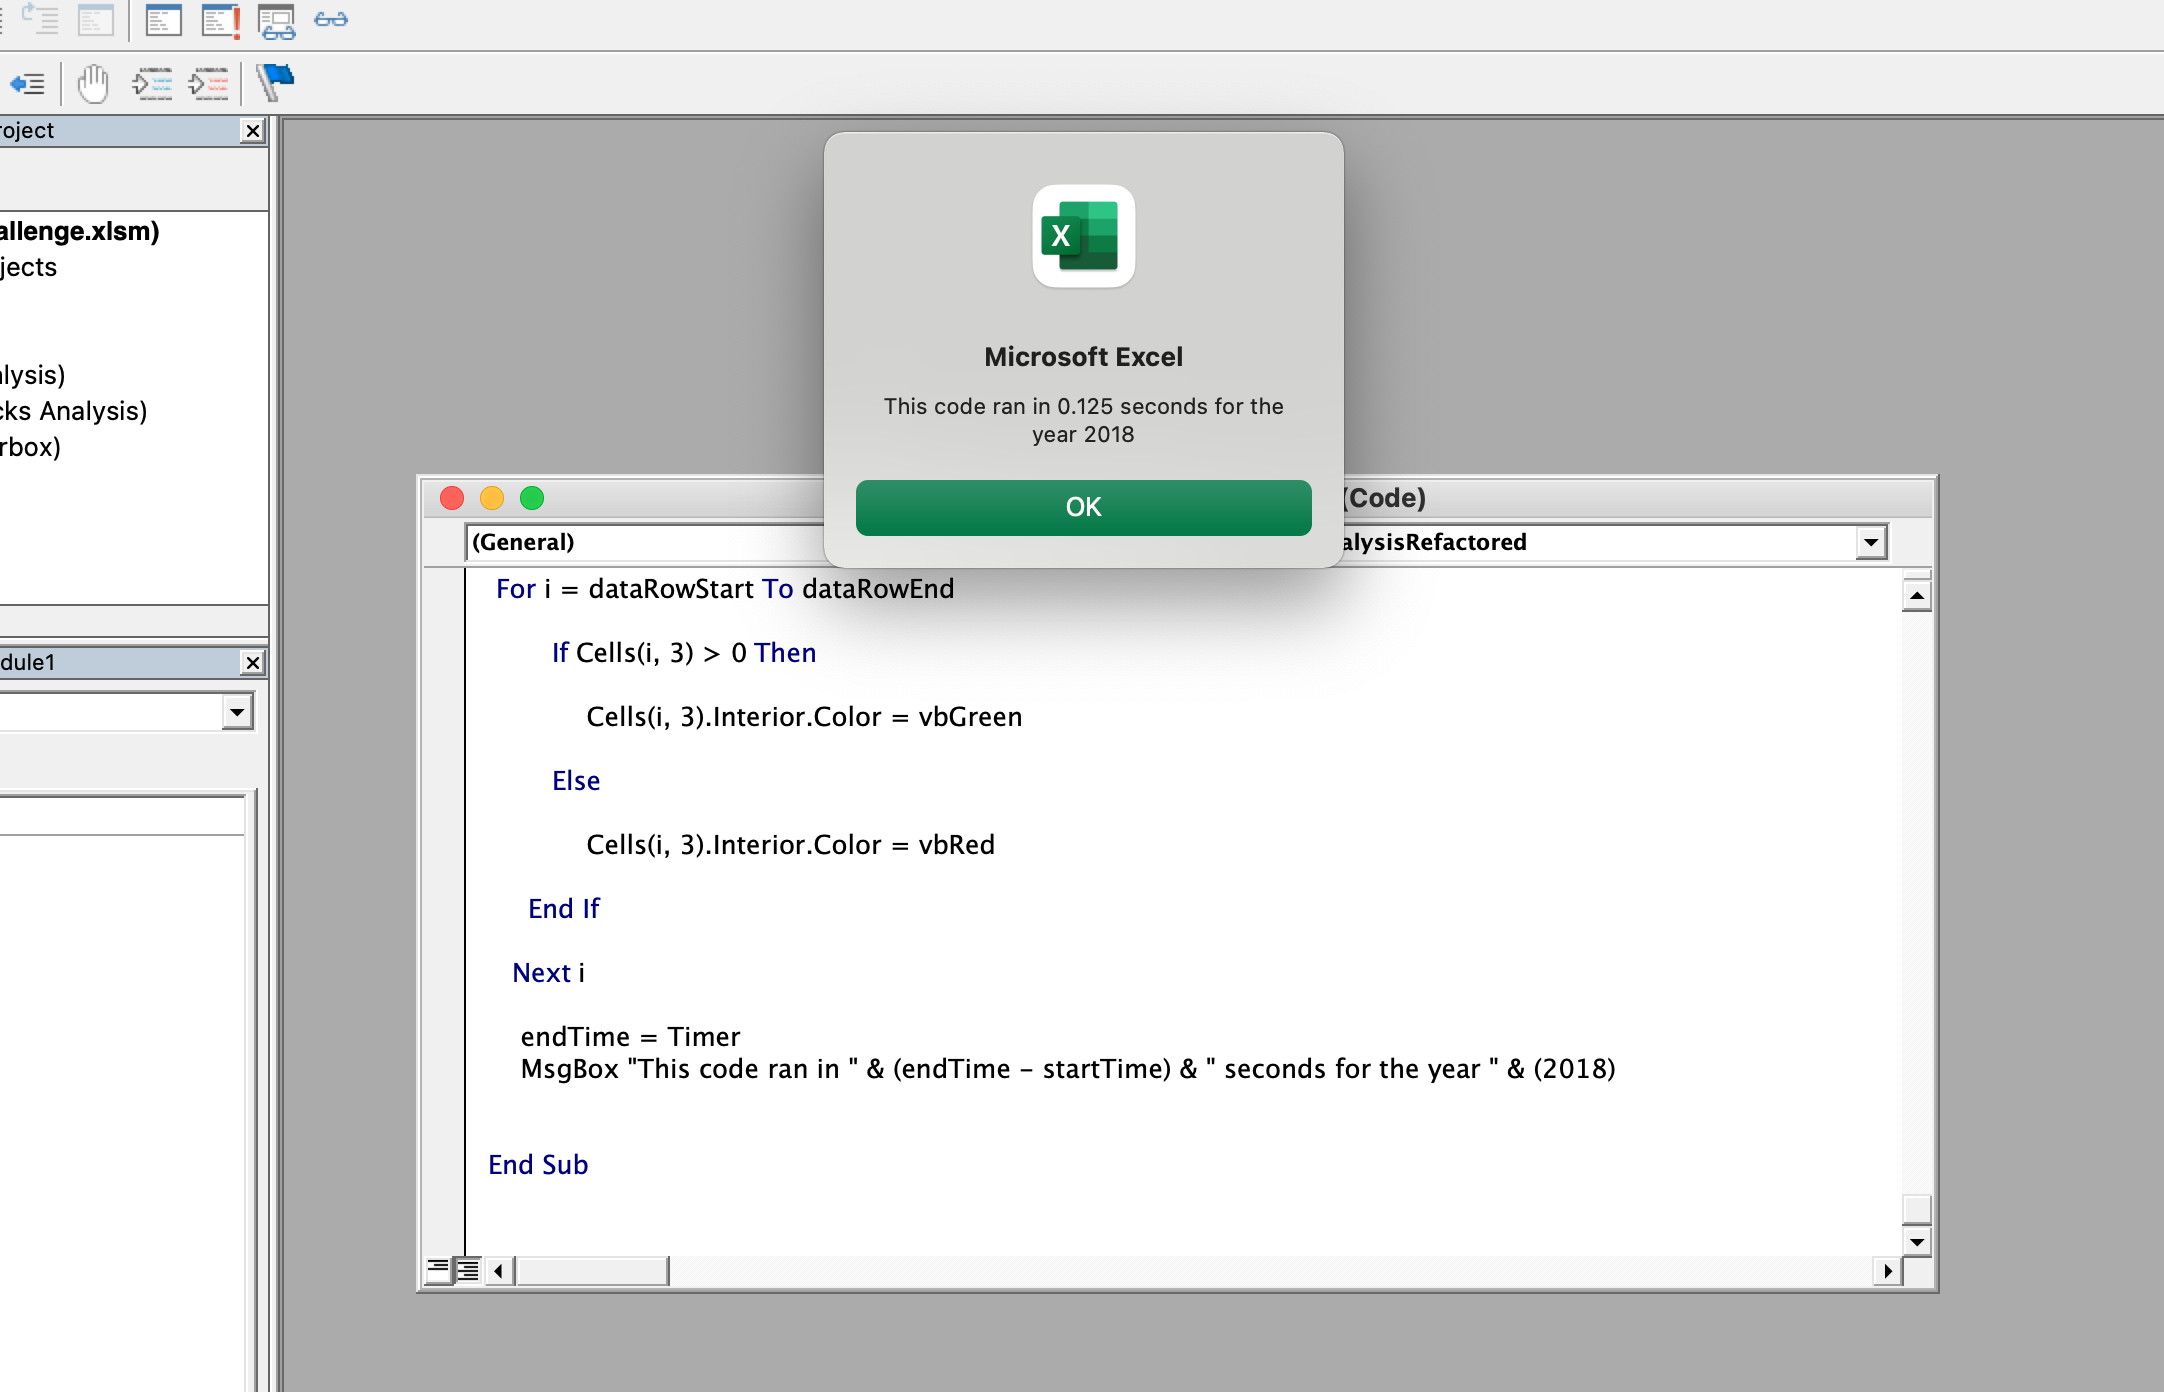 roject
allenge.xlsm)
jects
lysis)
cks Analysis)
rbox)
dule1
X
Microsoft Excel
This code ran in 0.125 seconds for the
year 2018
OK
(Code)
(General)
alysisRefactored
For i = dataRowStart To dataRowEnd
If Cells(i, 3) > 0 Then
Cells(i, 3).Interior.Color = vbGreen
Else
Cells(i, 3).Interior.Color = vbRed
End If
Next i
endTime = Timer
MsgBox "This code ran in " & (endTime - startTime) & " seconds for the year " & (2018)
End Sub